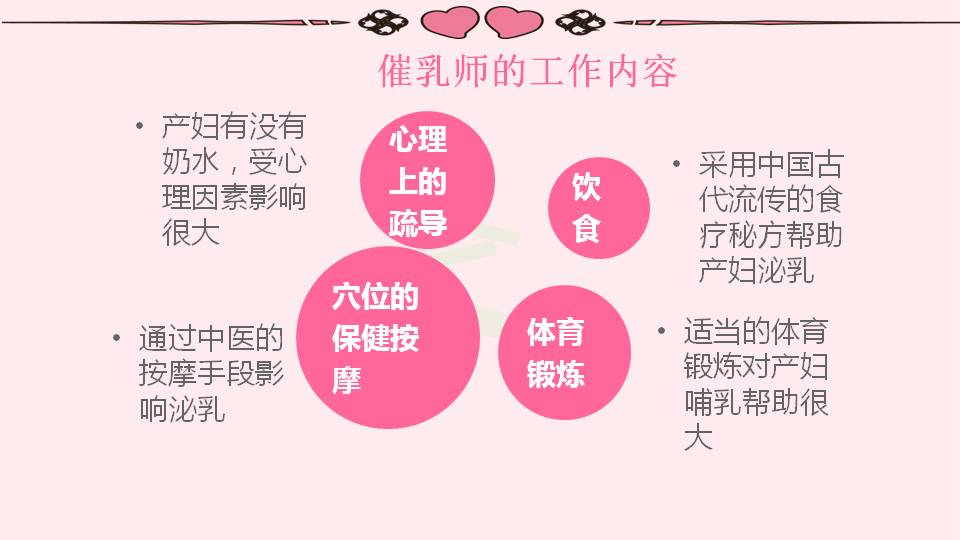 催乳师的工作内容
• 产妇有没有
奶水，受心
理因素影响
很大
心理
上的
疏导
饮
食
• 采用中国古
代流传的食
疗秘方帮助
产妇泌乳
• 通过中医的
按摩手段影
响泌乳
穴位的
保健按
摩
体育
锻炼
• 适当的体育
锻炼对产妇
哺乳帮助很
大